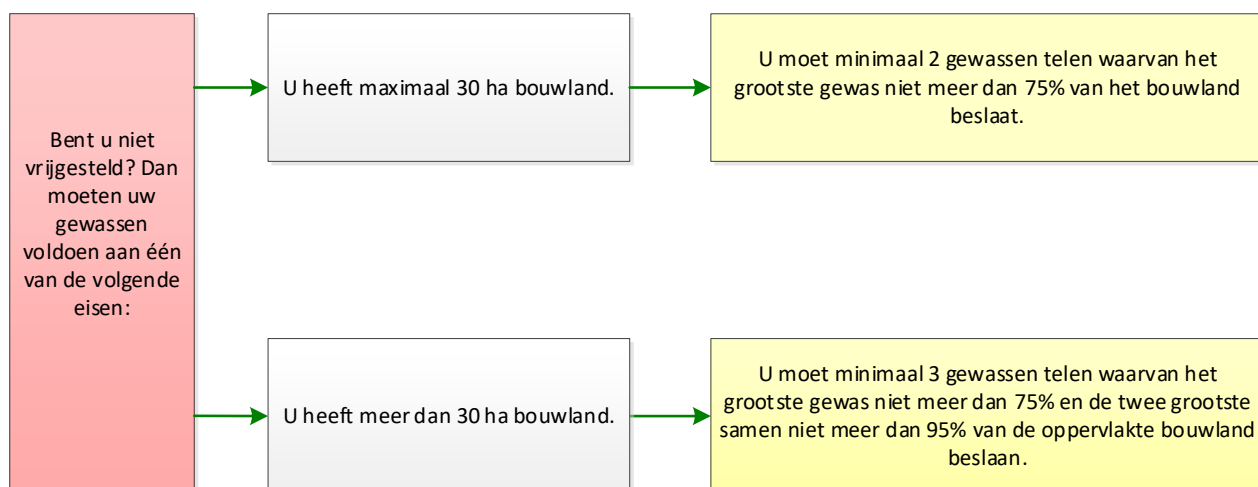 Bent u niet
vrijgesteld? Dan
moeten uw
gewassen
voldoen aan één
van de volgende
eisen:
U heeft maximaal 30 ha bouwland.
U moet minimaal 2 gewassen telen waarvan het
grootste gewas niet meer dan 75% van het bouwland
beslaat.
U heeft meer dan 30 ha bouwland.
U moet minimaal 3 gewassen telen waarvan het
grootste gewas niet meer dan 75% en de twee grootste
samen niet meer dan 95% van de oppervlakte bouwland
beslaan.